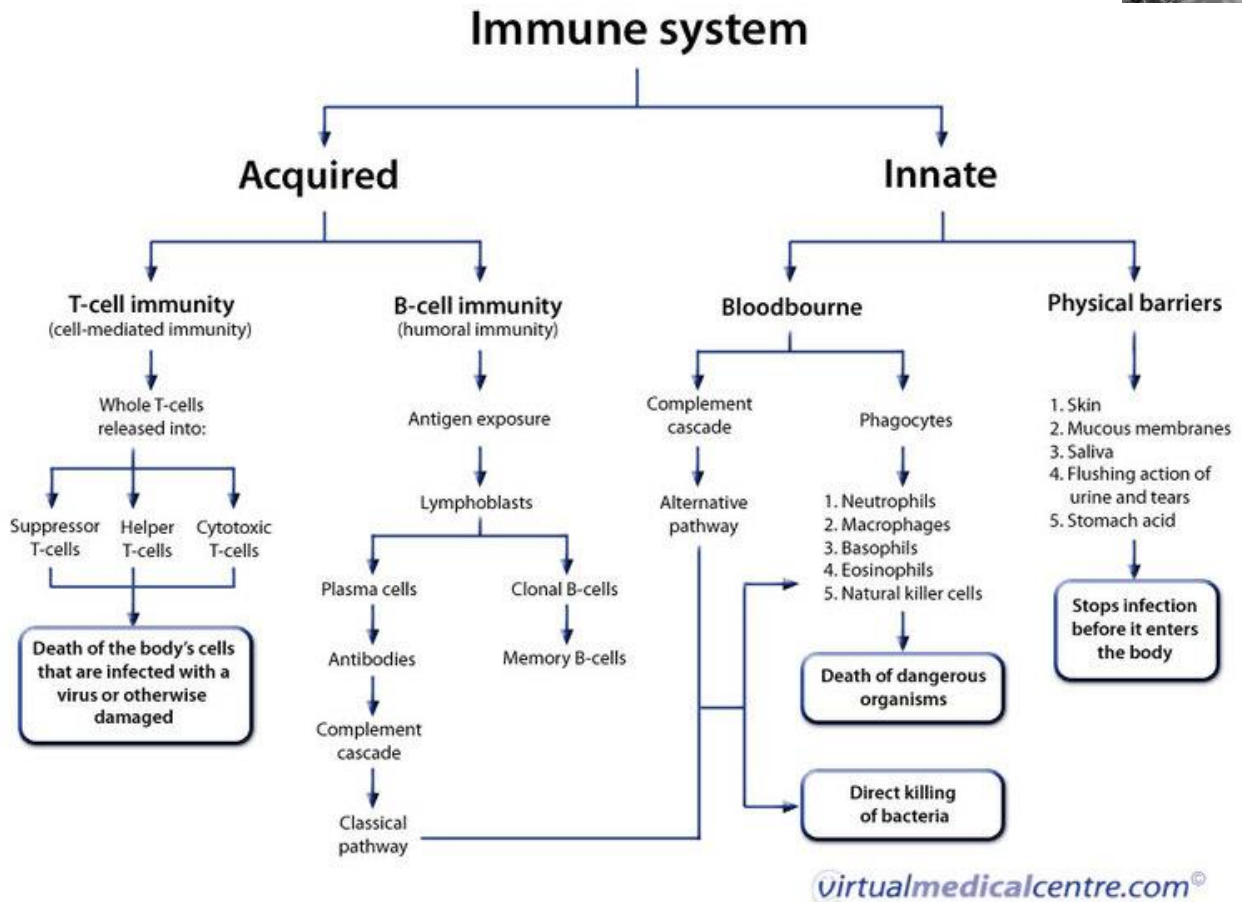 Immune system
Acquired
Innate
T-cell immunity
(cell-mediated immunity)
B-cell immunity
(humoral immunity)
Bloodbourne
Physical barriers
Whole T-cells
released into:
Antigen exposure
Complement
cascade
Phagocytes
1. Skin
2. Mucous membranes
3. Saliva
4. Flushing action of
urine and tears
5. Stomach acid
Suppressor
T-cells
Helper
T-cells
Cytotoxic
T-cells
Lymphoblasts
Alternative
pathway
1. Neutrophils
2. Macrophages
3. Basophils
4. Eosinophils
5. Natural killer cells
Plasma cells
Clonal B-cells
Stops infection
before it enters
the body
Death of the body's cells
that are infected with a
virus or otherwise
damaged
Antibodies
Memory B-cells
Death of dangerous
organisms
Complement
cascade
Direct killing
of bacteria
Classical
pathway
virtualmedicalcentre.com©